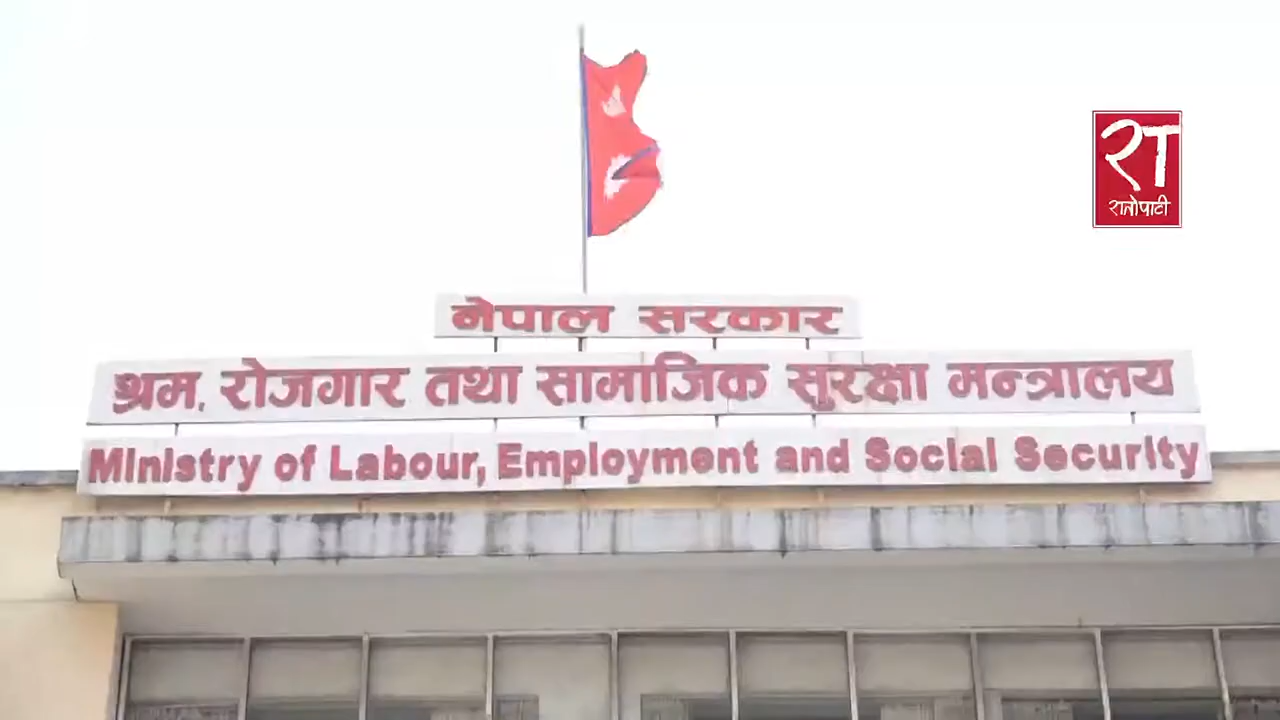 रा
रातोपाटी
नेपाल सरकार
श्रम, रोजगार तथा सामाजिक सुरक्षा मन्त्रालय
Ministry of Labour, Employment and Social Security